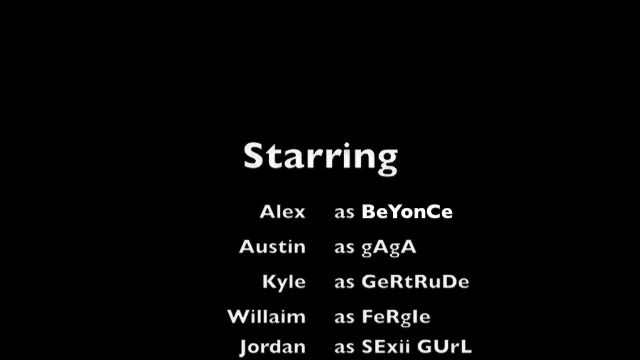 Starring
Alex as BeYonCe
Austin as gAgA
Kyle as GeRtRuDe
Willaim as FeRgIe
Jordan as SExii GUrL